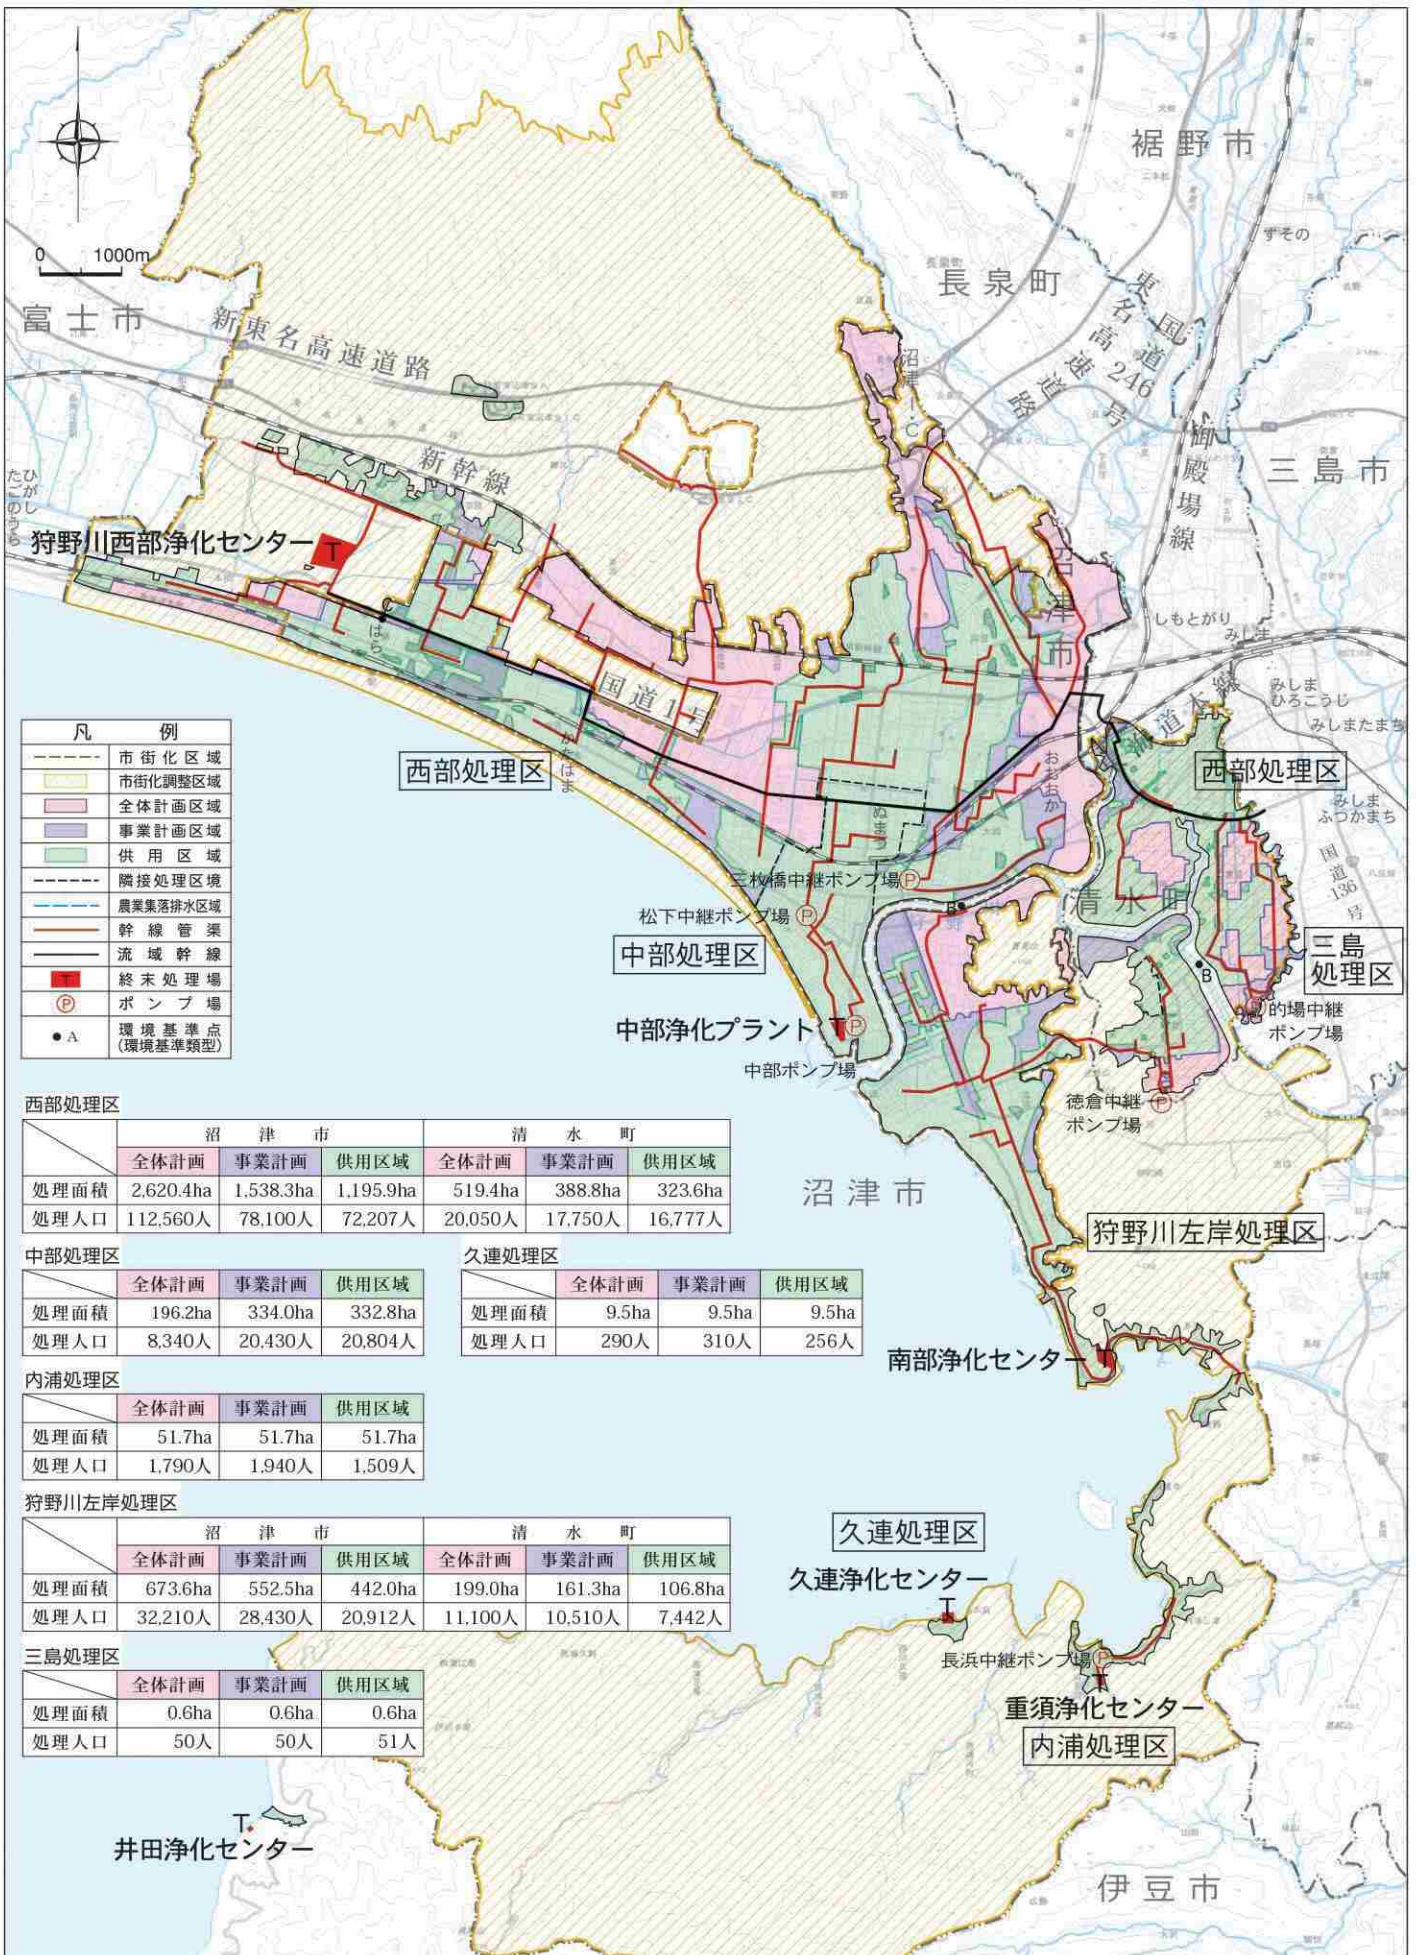 0 1000m
裾野市
すその
長泉町
長泉町
富士市
新東名高速道路
東名高速道路
国道246号
沼津I・C
御殿場線
三島市
新幹線
ひがし
たごのうら
狩野川西部浄化センター
T
沼津市
しもとがり
みしま
はら
国道1号
東海道本線
みしま
ひろこうじ
みしまたまち
かたはま
西部処理区
おおおか
西部処理区
みしま
ふつかまち
ぬまづ
国道136号
三枚橋中継ポンプ場 P
松下中継ポンプ場 P
B
清水町
中部処理区
三島
処理区
B
中部浄化プラント T P
的場中継
ポンプ場
中部ポンプ場
徳倉中継 P
ポンプ場
沼津市
狩野川左岸処理区
南部浄化センター T
久連処理区
久連浄化センター
T
長浜中継ポンプ場 P
T
重須浄化センター
内浦処理区
T
井田浄化センター
伊豆市
凡例
市街化区域
市街化調整区域
全体計画区域
事業計画区域
供用区域
隣接処理区境
農業集落排水区域
幹線管渠
流域幹線
T 終末処理場
P ポンプ場
● A 環境基準点
(環境基準類型)
西部処理区
沼津市 清水町
全体計画 事業計画 供用区域 全体計画 事業計画 供用区域
処理面積 2,620.4ha 1,538.3ha 1,195.9ha 519.4ha 388.8ha 323.6ha
処理人口 112,560人 78,100人 72,207人 20,050人 17,750人 16,777人
中部処理区
全体計画 事業計画 供用区域
処理面積 196.2ha 334.0ha 332.8ha
処理人口 8,340人 20,430人 20,804人
久連処理区
全体計画 事業計画 供用区域
処理面積 9.5ha 9.5ha 9.5ha
処理人口 290人 310人 256人
内浦処理区
全体計画 事業計画 供用区域
処理面積 51.7ha 51.7ha 51.7ha
処理人口 1,790人 1,940人 1,509人
狩野川左岸処理区
沼津市 清水町
全体計画 事業計画 供用区域 全体計画 事業計画 供用区域
処理面積 673.6ha 552.5ha 442.0ha 199.0ha 161.3ha 106.8ha
処理人口 32,210人 28,430人 20,912人 11,100人 10,510人 7,442人
三島処理区
全体計画 事業計画 供用区域
処理面積 0.6ha 0.6ha 0.6ha
処理人口 50人 50人 51人